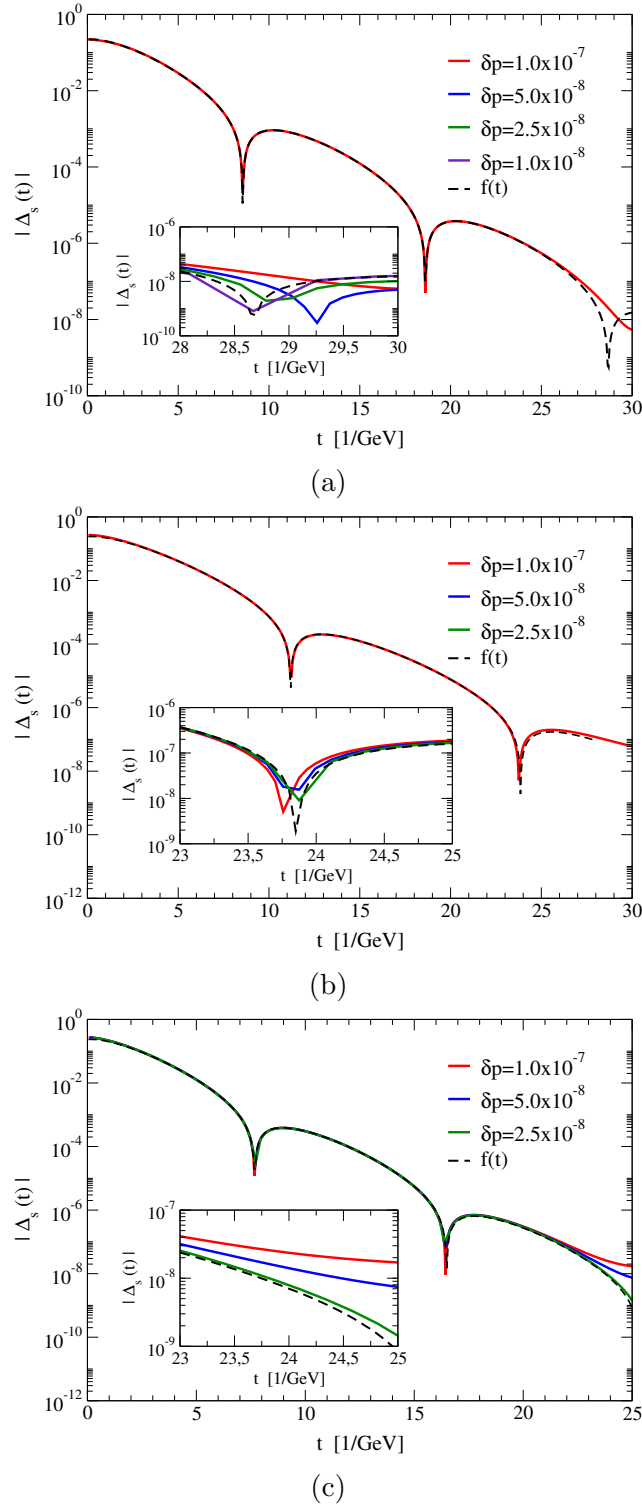 10^0
10^-2
10^-4
10^-6
10^-8
10^-10
| Δ_s (t) |
δp=1.0x10^-7
δp=5.0x10^-8
δp=2.5x10^-8
δp=1.0x10^-8
f(t)
10^-6
10^-8
10^-10
| Δ_s (t) |
28 28,5 29 29,5 30
t [1/GeV]
0 5 10 15 20 25 30
t [1/GeV]
(a)
10^0
10^-2
10^-4
10^-6
10^-8
10^-10
10^-12
| Δ_s (t) |
δp=1.0x10^-7
δp=5.0x10^-8
δp=2.5x10^-8
f(t)
10^-6
10^-7
10^-8
10^-9
| Δ_s (t) |
23 23,5 24 24,5 25
t [1/GeV]
0 5 10 15 20 25 30
t [1/GeV]
(b)
10^0
10^-2
10^-4
10^-6
10^-8
10^-10
10^-12
| Δ_s (t) |
δp=1.0x10^-7
δp=5.0x10^-8
δp=2.5x10^-8
f(t)
10^-7
10^-8
10^-9
| Δ_s (t) |
23 23,5 24 24,5 25
t [1/GeV]
0 5 10 15 20 25
t [1/GeV]
(c)